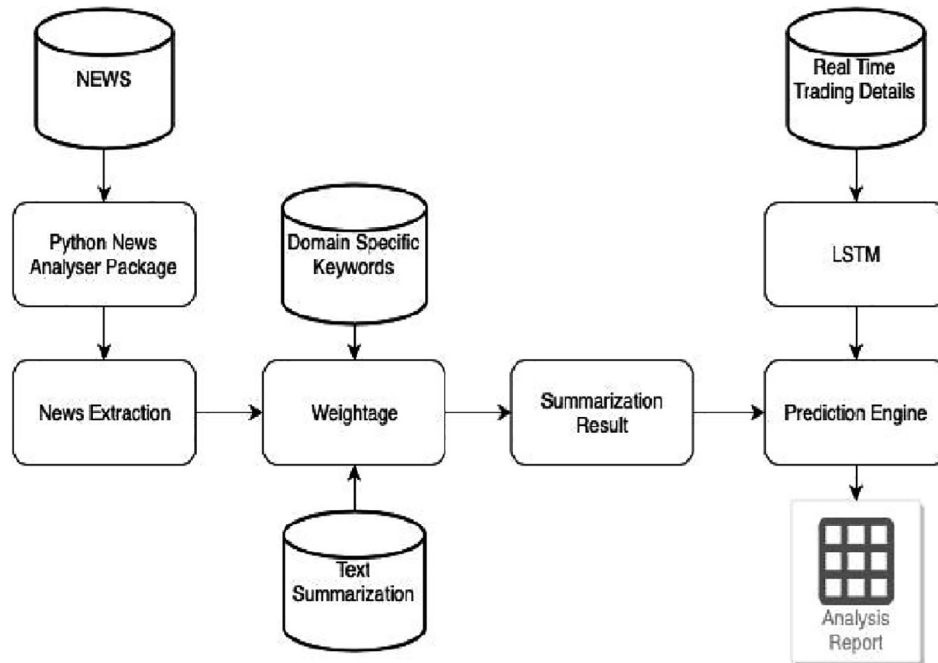 NEWS
Real Time
Trading Details
Python News
Analyser Package
Domain Specific
Keywords
LSTM
News Extraction
Weightage
Summarization
Result
Prediction Engine
Text
Summarization
Analysis
Report